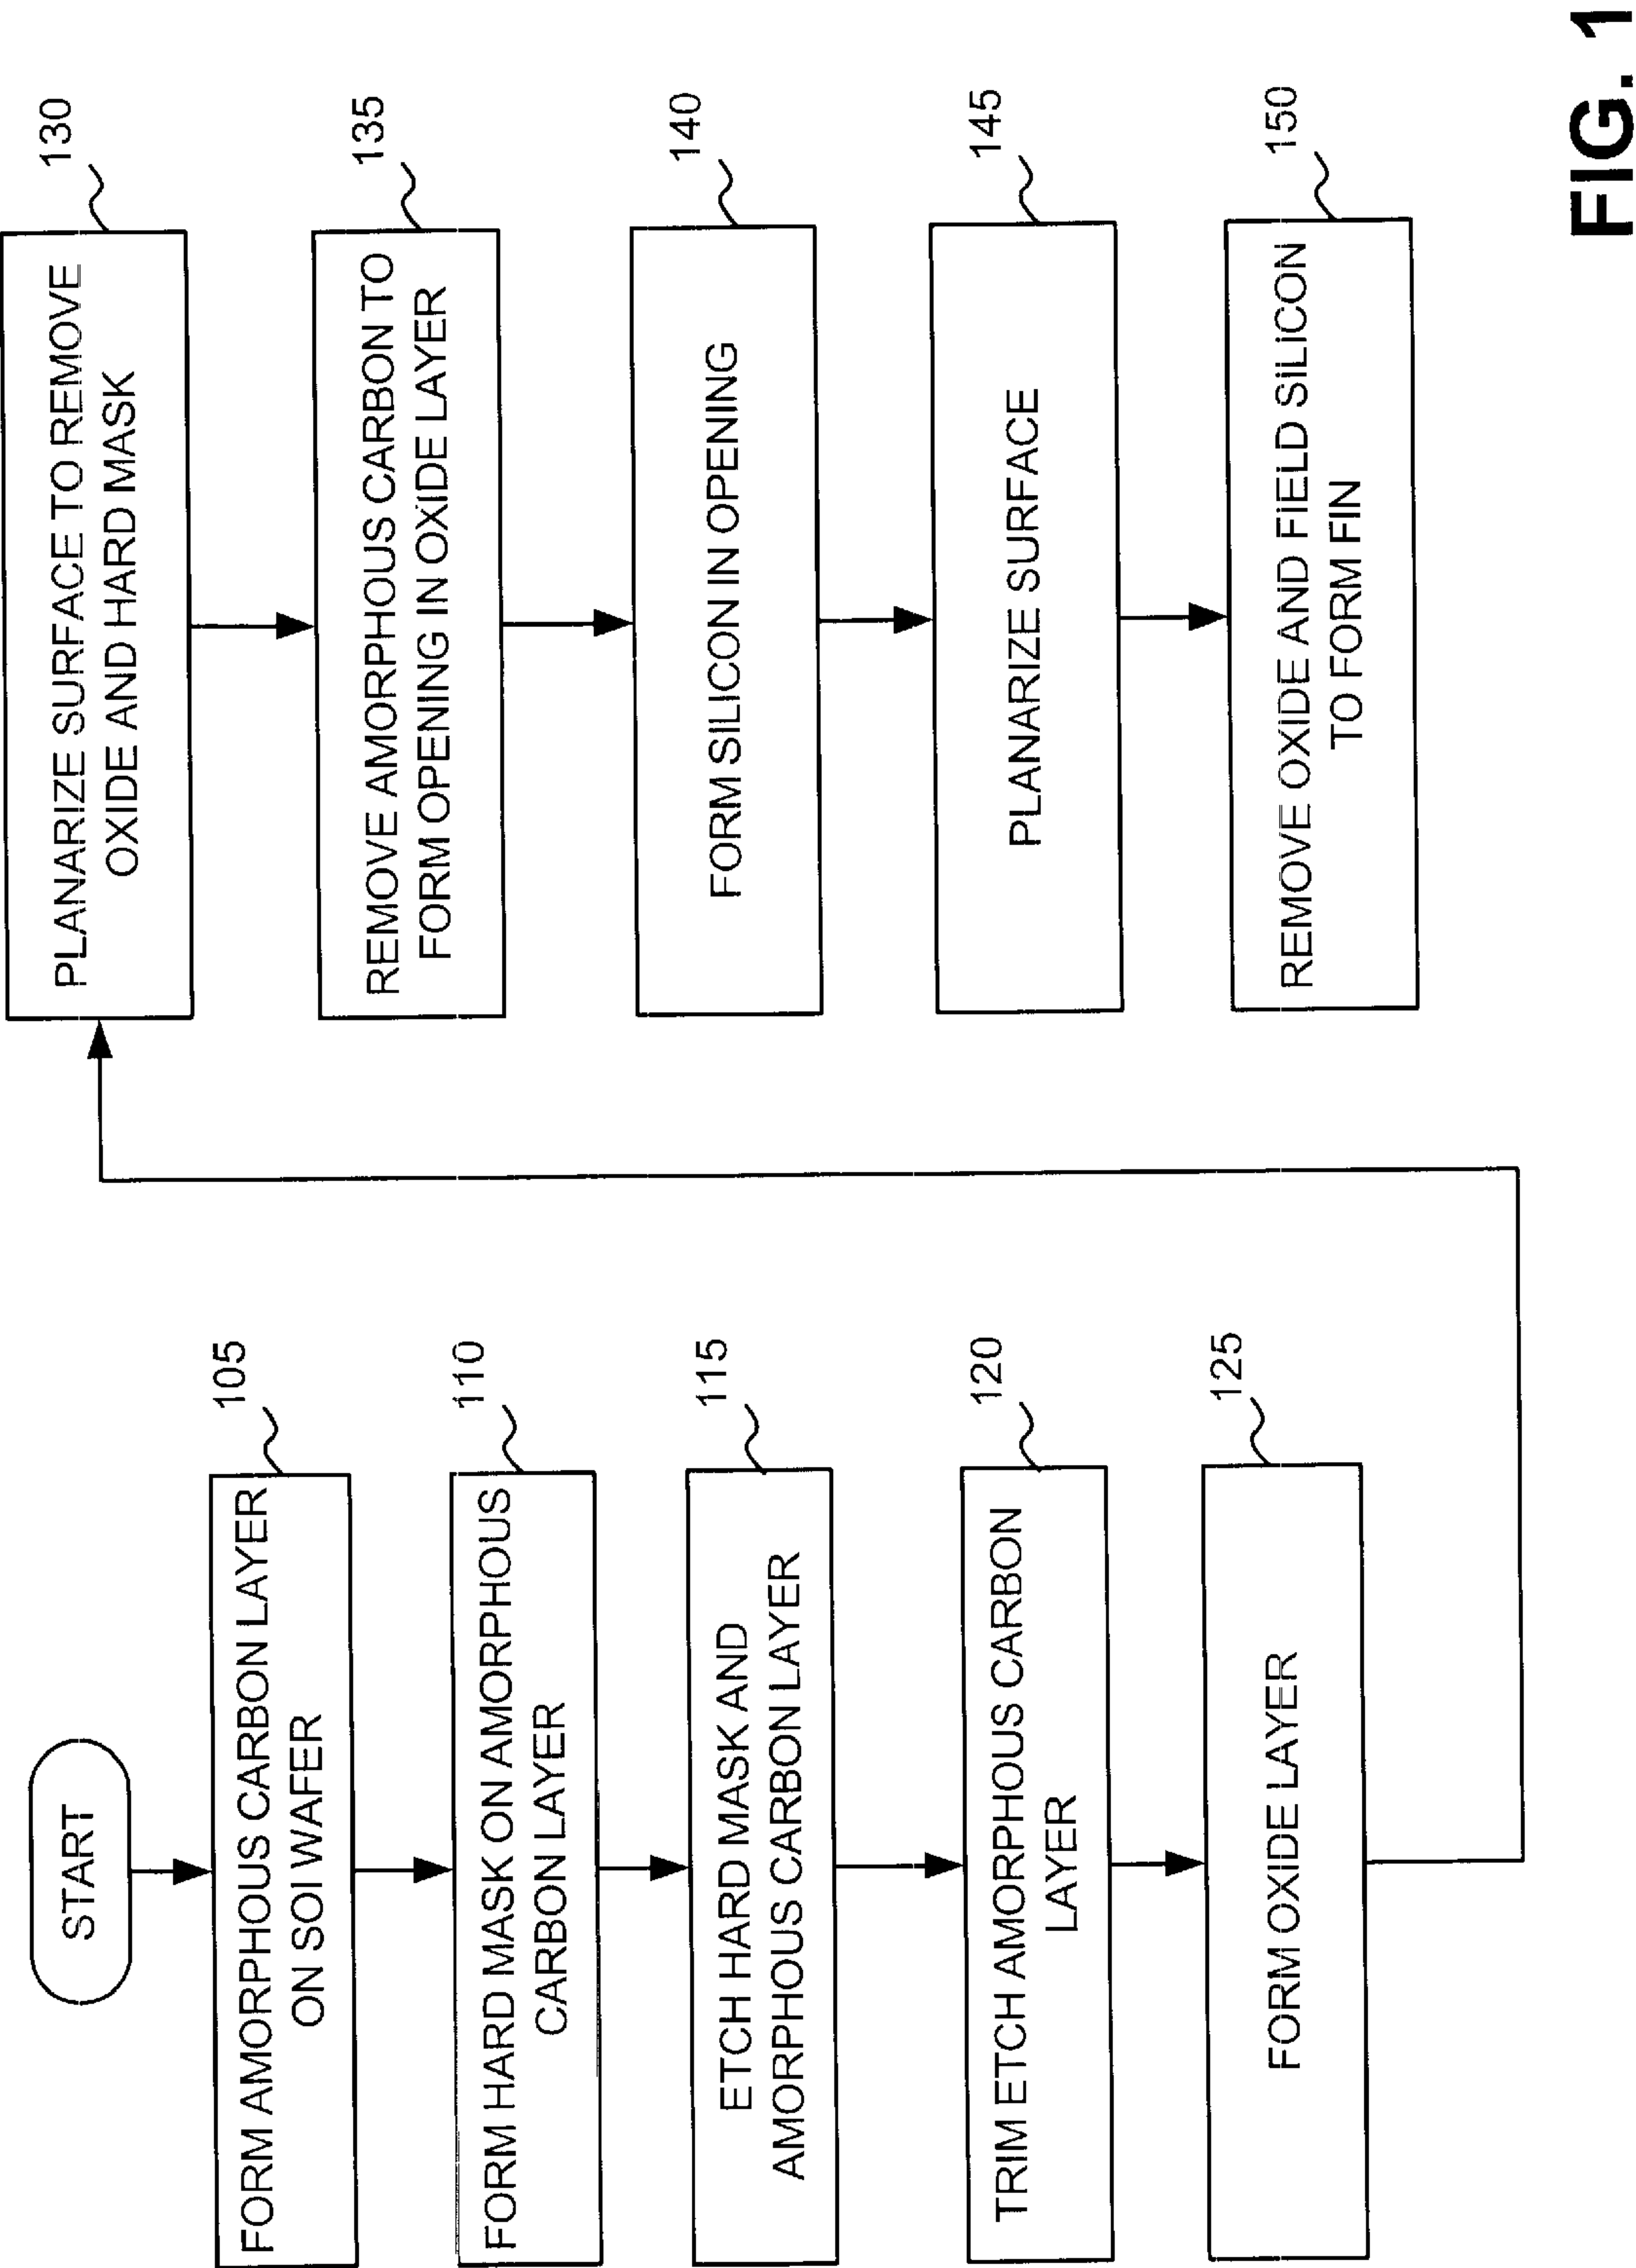 START
105
FORM AMORPHOUS CARBON LAYER
ON SOI WAFER
110
FORM HARD MASK ON AMORPHOUS
CARBON LAYER
115
ETCH HARD MASK AND
AMORPHOUS CARBON LAYER
120
TRIM ETCH AMORPHOUS CARBON
LAYER
125
FORM OXIDE LAYER
130
PLANARIZE SURFACE TO REMOVE
OXIDE AND HARD MASK
135
REMOVE AMORPHOUS CARBON TO
FORM OPENING IN OXIDE LAYER
140
FORM SILICON IN OPENING
145
PLANARIZE SURFACE
150
REMOVE OXIDE AND FIELD SILICON
TO FORM FIN
FIG. 1